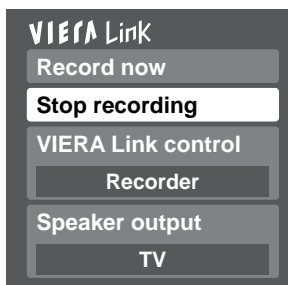 VIERA Link
Record now
Stop recording
VIERA Link control
Recorder
Speaker output
TV